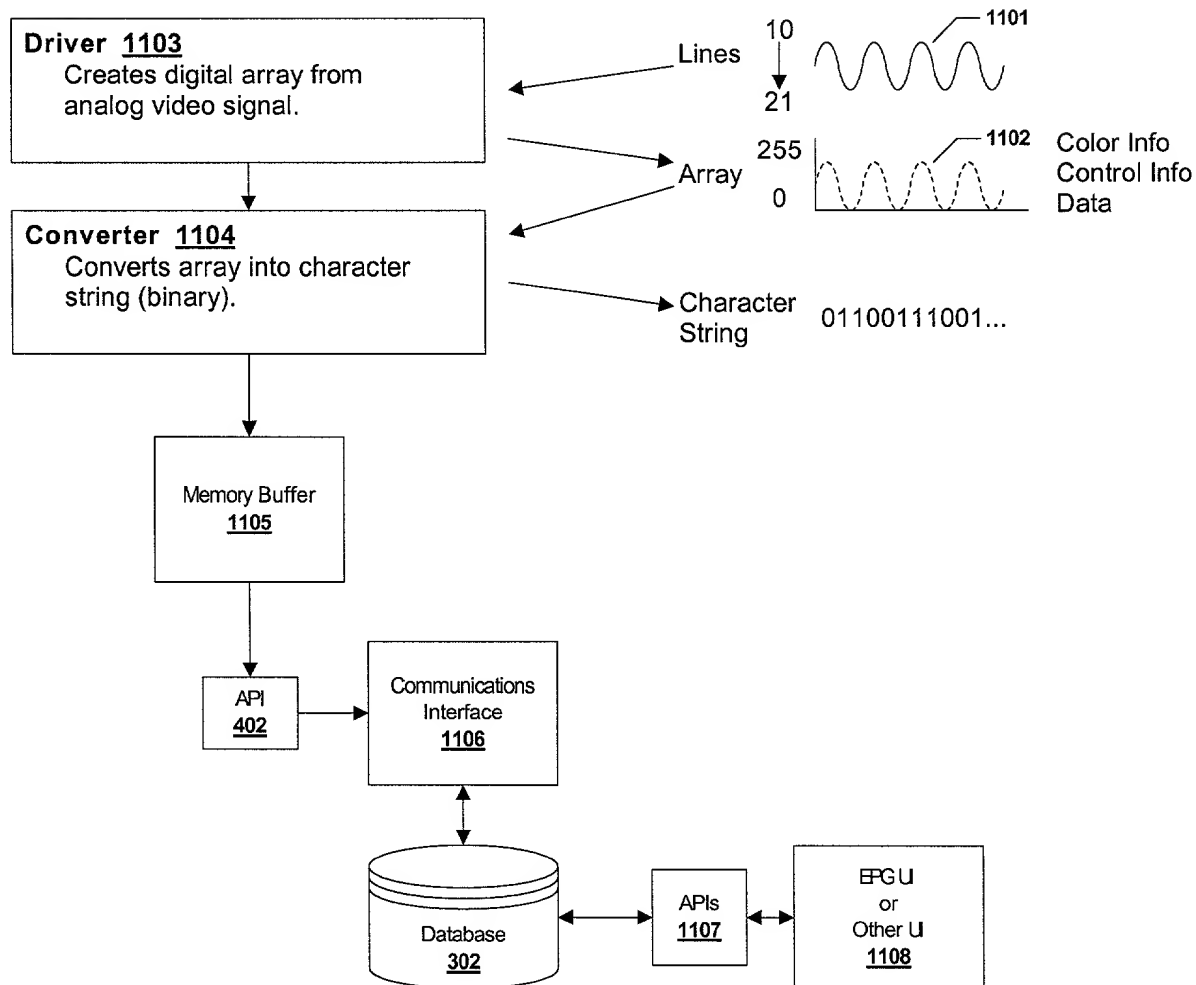 Driver 1103
Creates digital array from
analog video signal.
Lines
10
21
1101
Array
255
0
1102
Color Info
Control Info
Data
Converter 1104
Converts array into character
string (binary).
Character
String
01100111001...
Memory Buffer
1105
API
402
Communications
Interface
1106
Database
302
APIs
1107
EPG UI
or
Other UI
1108